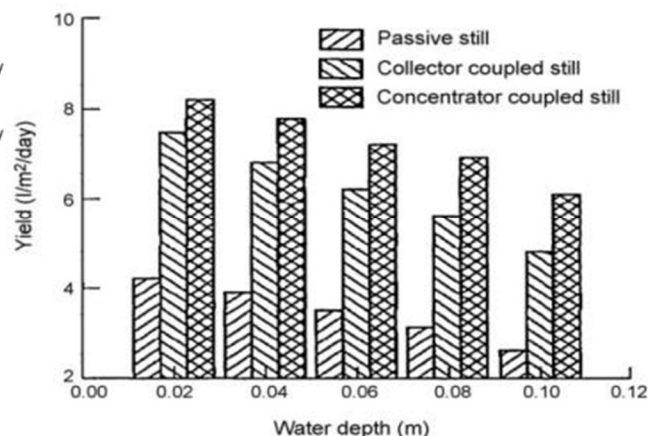 10
8
6
4
2
Yield (l/m²/day)
Passive still
Collector coupled still
Concentrator coupled still
0.00 0.02 0.04 0.06 0.08 0.10 0.12
Water depth (m)
/
/